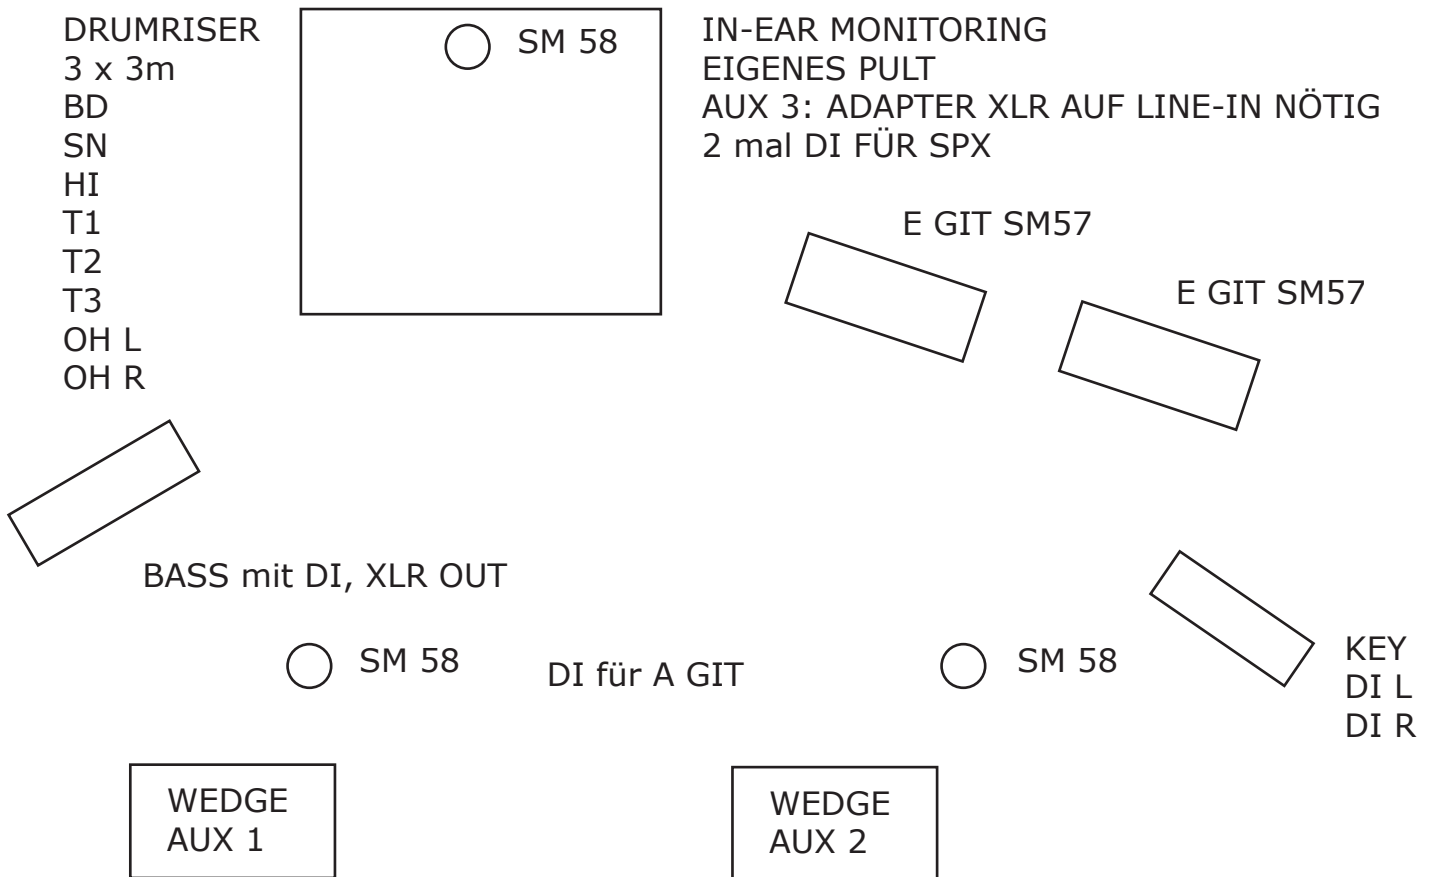 DRUMRISER
3 x 3m
BD
SN
HI
T1
T2
T3
OH L
OH R
SM 58
IN-EAR MONITORING
EIGENES PULT
AUX 3: ADAPTER XLR AUF LINE-IN NÖTIG
2 mal DI FÜR SPX
E GIT SM57
E GIT SM57
BASS mit DI, XLR OUT
SM 58
DI für A GIT
SM 58
KEY
DI L
DI R
WEDGE
AUX 1
WEDGE
AUX 2